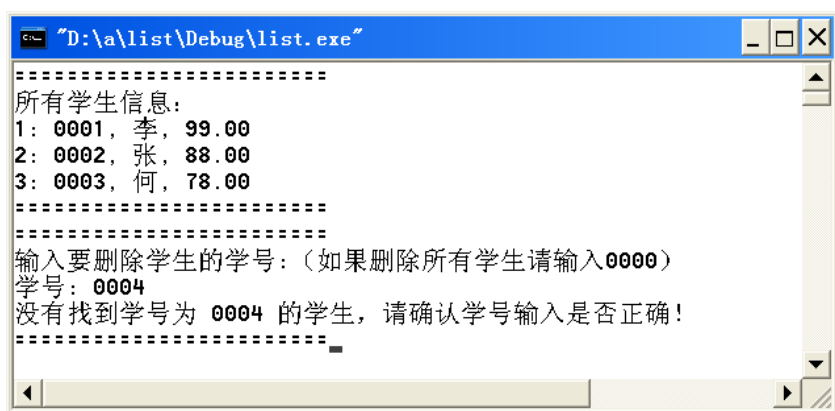 "D:\a\list\Debug\list.exe"
========================
所有学生信息:
1: 0001, 李, 99.00
2: 0002, 张, 88.00
3: 0003, 何, 78.00
========================
========================
输入要删除学生的学号:（如果删除所有学生请输入0000）
学号: 0004
没有找到学号为 0004 的学生，请确认学号输入是否正确!
========================_